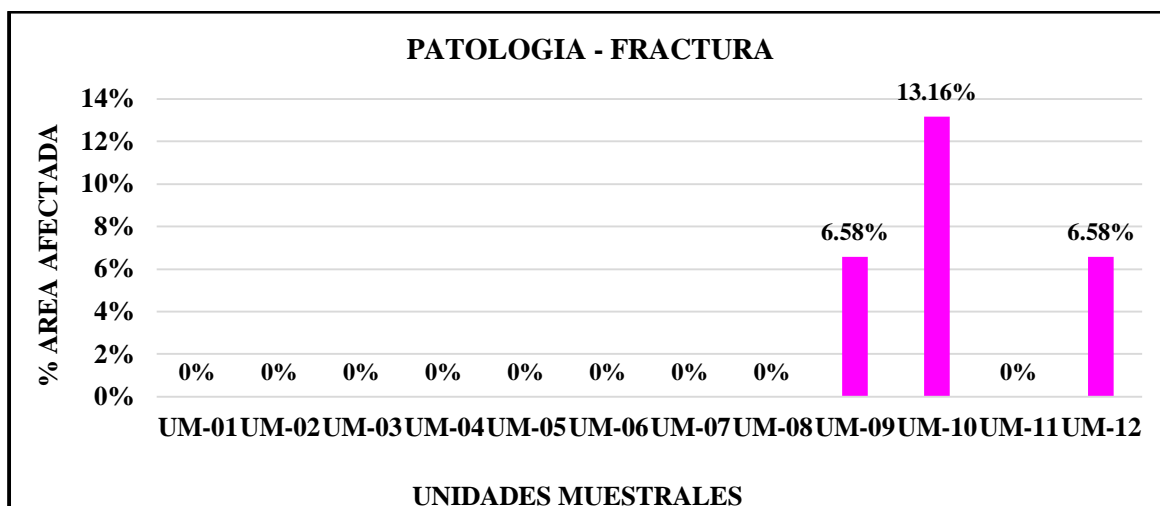 PATOLOGIA - FRACTURA
% AREA AFECTADA
14%
12%
10%
8%
6%
4%
2%
0%
0% 0% 0% 0% 0% 0% 0% 0% 6.58% 13.16% 0% 6.58%
UM-01 UM-02 UM-03 UM-04 UM-05 UM-06 UM-07 UM-08 UM-09 UM-10 UM-11 UM-12
UNIDADES MUESTRALES